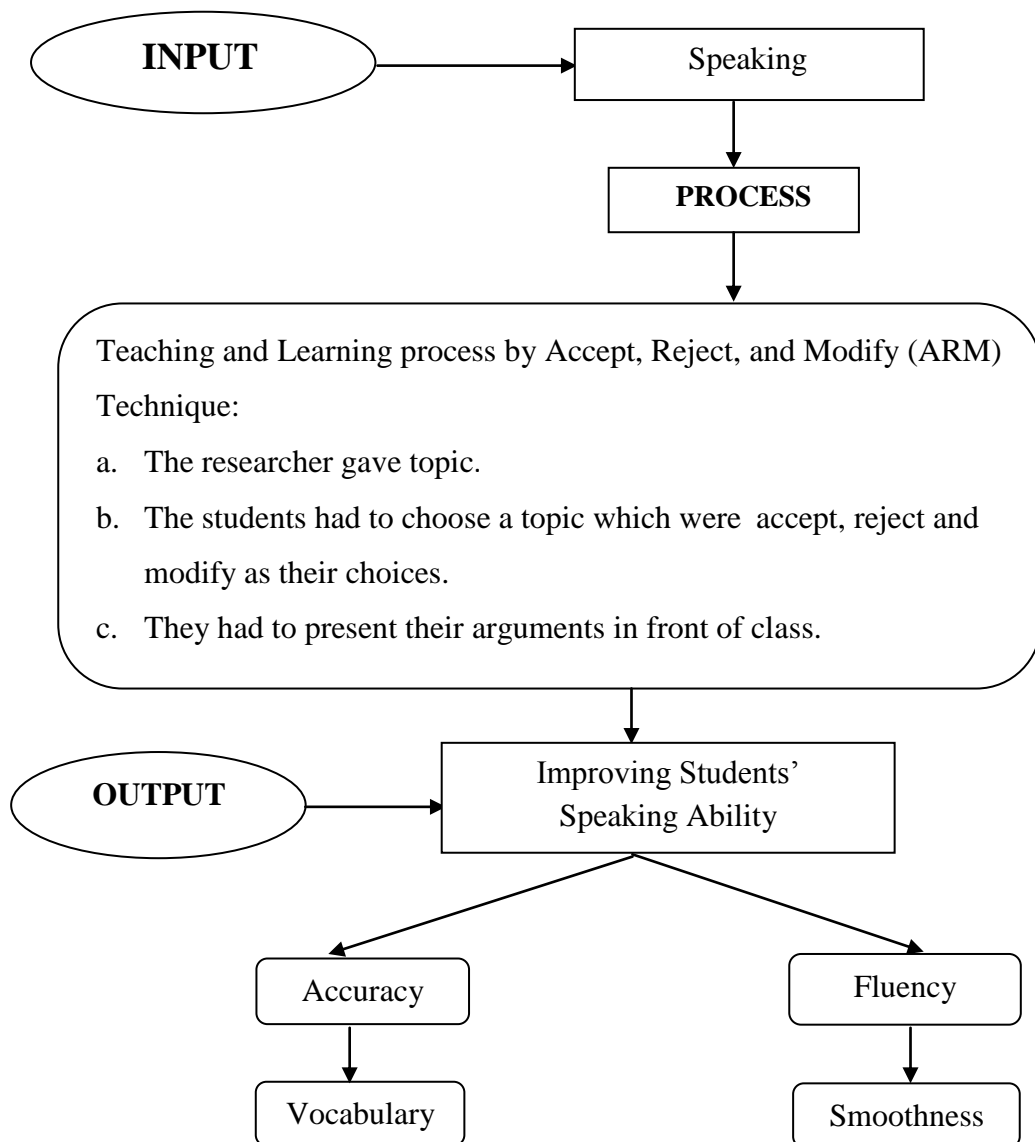 INPUT
Speaking
PROCESS
Teaching and Learning process by Accept, Reject, and Modify (ARM)
Technique:
a. The researcher gave topic.
b. The students had to choose a topic which were accept, reject and
modify as their choices.
c. They had to present their arguments in front of class.
OUTPUT
Improving Students’
Speaking Ability
Accuracy
Fluency
Vocabulary
Smoothness